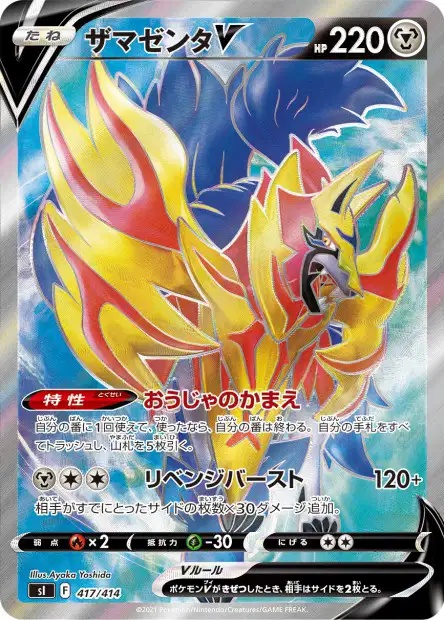 たね ザマゼンタV HP 220
特性 とくせい おうじゃのかまえ
自分の番に1回使えて、使ったなら、自分の番は終わる。自分の手札をすべ
てトラッシュし、山札を5枚引く。
リベンジバースト 120+
相手がすでにとったサイドの枚数×30ダメージ追加。
弱点 ×2 抵抗力 -30 にげる
Illus.Ayaka Yoshida
sI F 417/414
Vルール
ポケモンVがきぜつしたとき、相手はサイドを2枚とる。
©2021 Pokémon/Nintendo/Creatures/GAME FREAK.